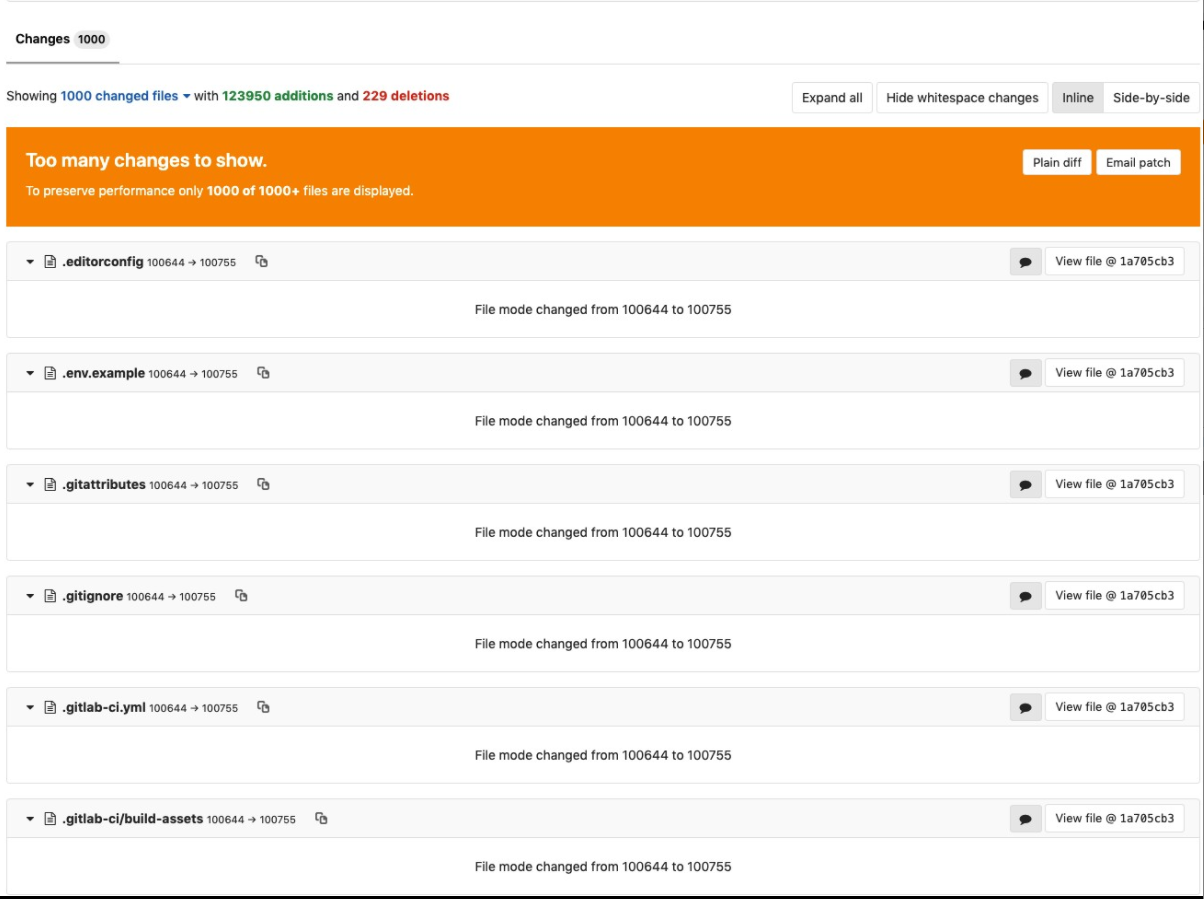 Changes 1000
Showing 1000 changed files with 123950 additions and 229 deletions
Expand all Hide whitespace changes Inline Side-by-side
Too many changes to show.
Plain diff Email patch
To preserve performance only 1000 of 1000+ files are displayed.
.editorconfig 100644 → 100755 View file @ 1a705cb3
File mode changed from 100644 to 100755
.env.example 100644 → 100755 View file @ 1a705cb3
File mode changed from 100644 to 100755
.gitattributes 100644 → 100755 View file @ 1a705cb3
File mode changed from 100644 to 100755
.gitignore 100644 → 100755 View file @ 1a705cb3
File mode changed from 100644 to 100755
.gitlab-ci.yml 100644 → 100755 View file @ 1a705cb3
File mode changed from 100644 to 100755
.gitlab-ci/build-assets 100644 → 100755 View file @ 1a705cb3
File mode changed from 100644 to 100755